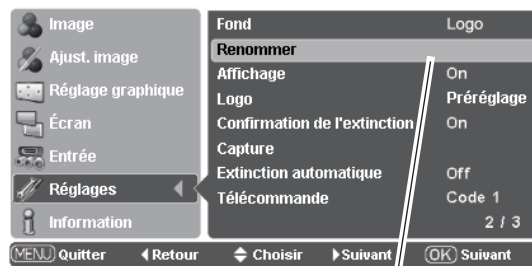 Image
Ajust. image
Réglage graphique
Écran
Entrée
Réglages
Information
Fond Logo
Renommer
Affichage On
Logo Préréglage
Confirmation de l'extinction On
Capture
Extinction automatique Off
Télécommande Code 1
2 / 3
MENU Quitter Retour Choisir Suivant OK Suivant